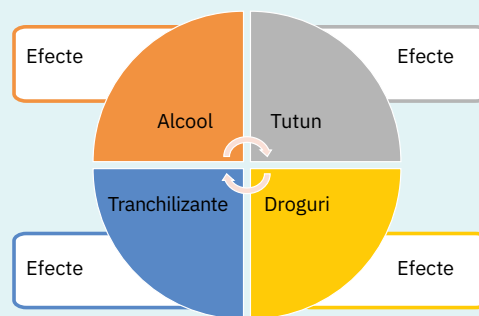 Efecte
Efecte
Alcool
Tutun
Tranchilizante
Droguri
Efecte
Efecte